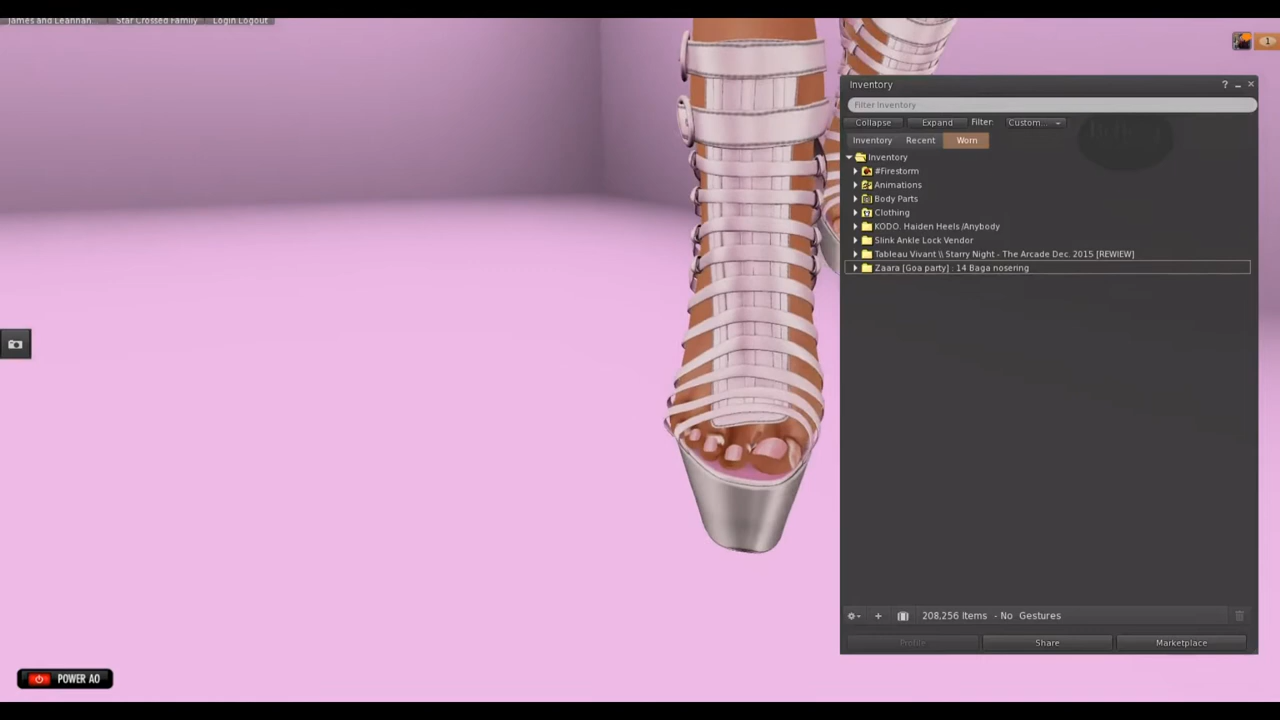 James and Leannan
Star Crossed Family
Login Logout
1
Inventory
?
Filter Inventory
Collapse
Expand
Filter:
Custom...
Inventory
Recent
Worn
Inventory
#Firestorm
Animations
Body Parts
Clothing
KODO. Haiden Heels /Anybody
Slink Ankle Lock Vendor
Tableau Vivant \\ Starry Night - The Arcade Dec. 2015 [REWIEW]
Zaara [Goa party] : 14 Baga nosering
208,256 Items - No Gestures
Profile
Share
Marketplace
POWER AO